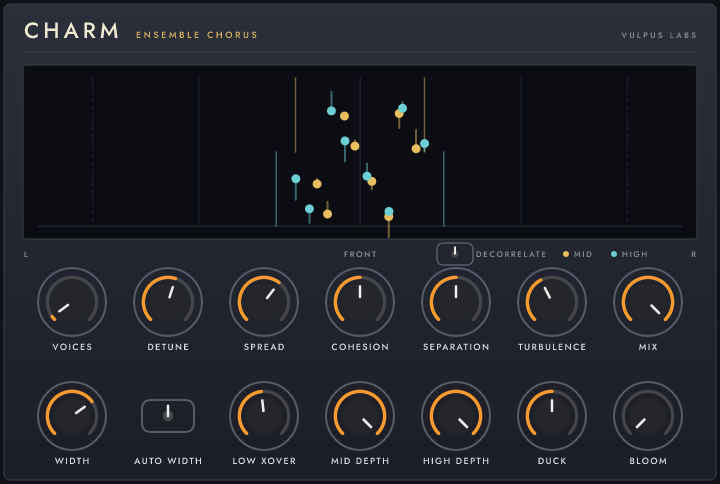 CHARM ENSEMBLE CHORUS VULPUS LABS
L FRONT DECORRELATE MID HIGH R
VOICES DETUNE SPREAD COHESION SEPARATION TURBULENCE MIX
WIDTH AUTO WIDTH LOW XOVER MID DEPTH HIGH DEPTH DUCK BLOOM